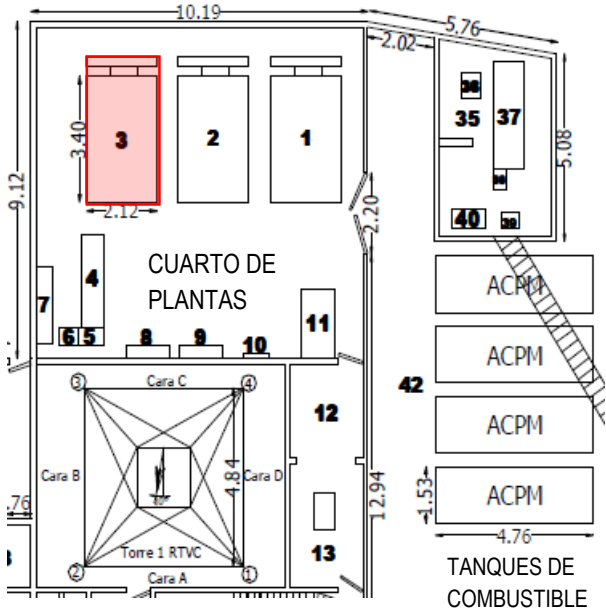 10.19
5.76
2.02
36
35
37
3
2
1
3.40
5.08
9.12
2.12
2.20
40
39
4
CUARTO DE
PLANTAS
ACPM
7
11
6
5
8
9
10
ACPM
3
Cara C
4
42
12
ACPM
Cara B
4.84
Cara D
12.94
ACPM
1.53
.76
Torre 1 RTVC
13
4.76
2
Cara A
1
TANQUES DE
COMBUSTIBLE